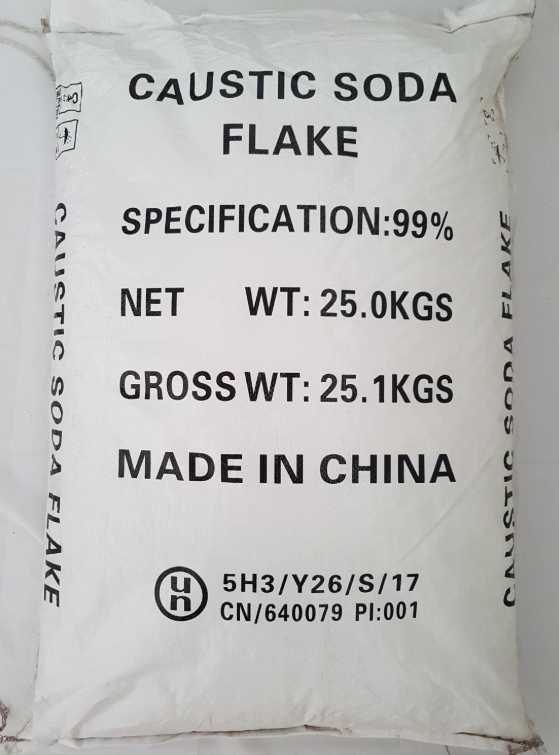 CAUSTIC SODA
FLAKE
SPECIFICATION:99%
NET WT: 25.0KGS
GROSS WT: 25.1KGS
MADE IN CHINA
un
5H3/Y26/S/17
CN/640079 PI:001
CAUSTIC SODA FLAKE
CAUSTIC SODA FLAKE